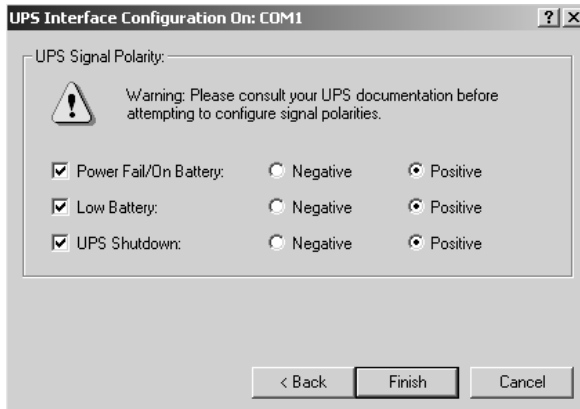 UPS Interface Configuration On: COM1
UPS Signal Polarity:
Warning: Please consult your UPS documentation before
attempting to configure signal polarities.
Power Fail/On Battery: Negative Positive
Low Battery: Negative Positive
UPS Shutdown: Negative Positive
< Back Finish Cancel